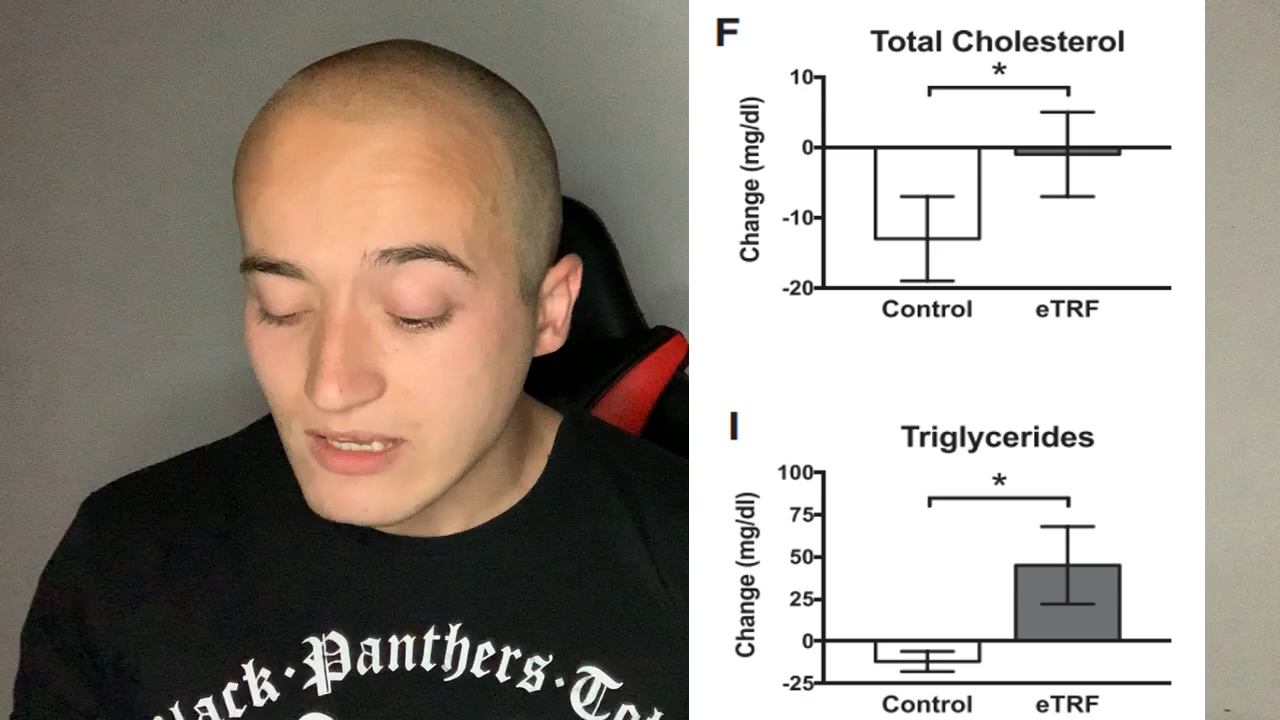 F
Total Cholesterol
*
10
0
-10
-20
Change (mg/dl)
Control eTRF
I
Triglycerides
*
100
75
50
25
0
-25
Change (mg/dl)
Control eTRF
Panthers